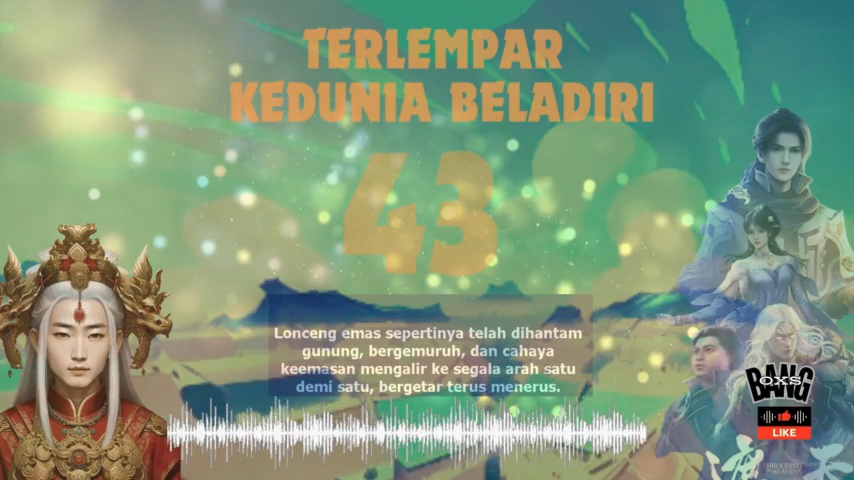 TERLEMPAR
KEDUNIA BELADIRI
43
Lonceng emas sepertinya telah dihantam
gunung, bergemuruh, dan cahaya
keemasan mengalir ke segala arah satu
demi satu, bergetar terus menerus.
BANG
OXS
LIKE